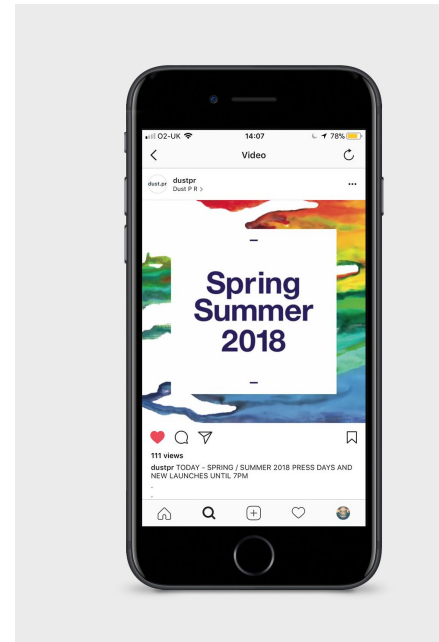 O2-UK 14:07 78%
Video
dust.pr dustpr
Dust P R >
–
Spring
Summer
2018
–
111 views
dustpr TODAY - SPRING / SUMMER 2018 PRESS DAYS AND
NEW LAUNCHES UNTIL 7PM
.
.